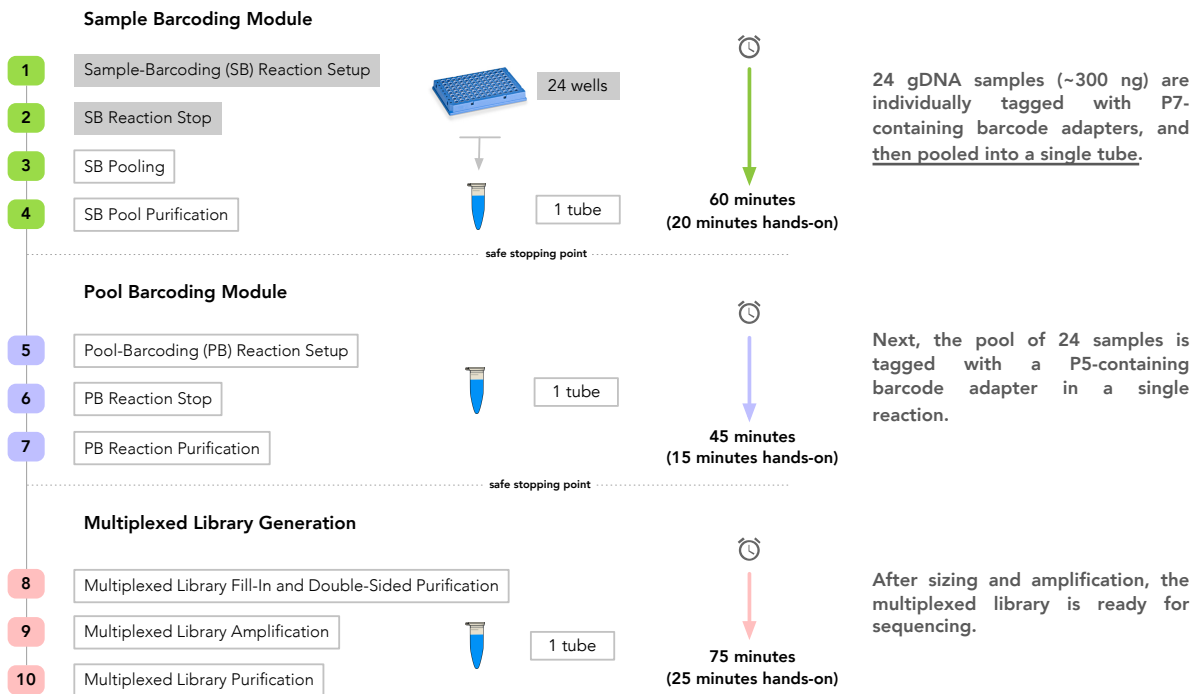 Sample Barcoding Module
1
Sample-Barcoding (SB) Reaction Setup
2
SB Reaction Stop
3
SB Pooling
4
SB Pool Purification
24 wells
1 tube
60 minutes
(20 minutes hands-on)
24 gDNA samples (~300 ng) are
individually tagged with P7-
containing barcode adapters, and
then pooled into a single tube.
safe stopping point
Pool Barcoding Module
5
Pool-Barcoding (PB) Reaction Setup
6
PB Reaction Stop
7
PB Reaction Purification
1 tube
45 minutes
(15 minutes hands-on)
Next, the pool of 24 samples is
tagged with a P5-containing
barcode adapter in a single
reaction.
safe stopping point
Multiplexed Library Generation
8
Multiplexed Library Fill-In and Double-Sided Purification
9
Multiplexed Library Amplification
10
Multiplexed Library Purification
1 tube
75 minutes
(25 minutes hands-on)
After sizing and amplification, the
multiplexed library is ready for
sequencing.